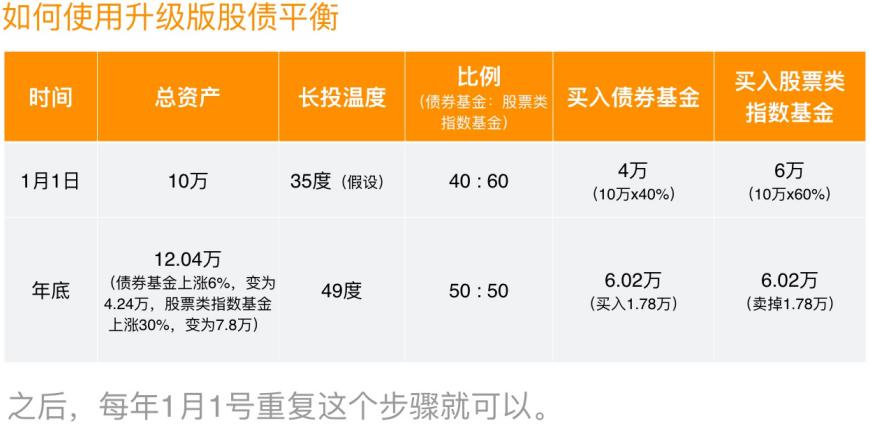 如何使用升级版股债平衡
时间
总资产
长投温度
比例
（债券基金：股票类
指数基金）
买入债券基金
买入股票类
指数基金
1月1日
10万
35度（假设）
40 : 60
4万
（10万x40%）
6万
（10万x60%）
年底
12.04万
（债券基金上涨6%，变为
4.24万，股票类指数基金
上涨30%，变为7.8万）
49度
50 : 50
6.02万
（买入1.78万）
6.02万
（卖掉1.78万）
之后，每年1月1号重复这个步骤就可以。